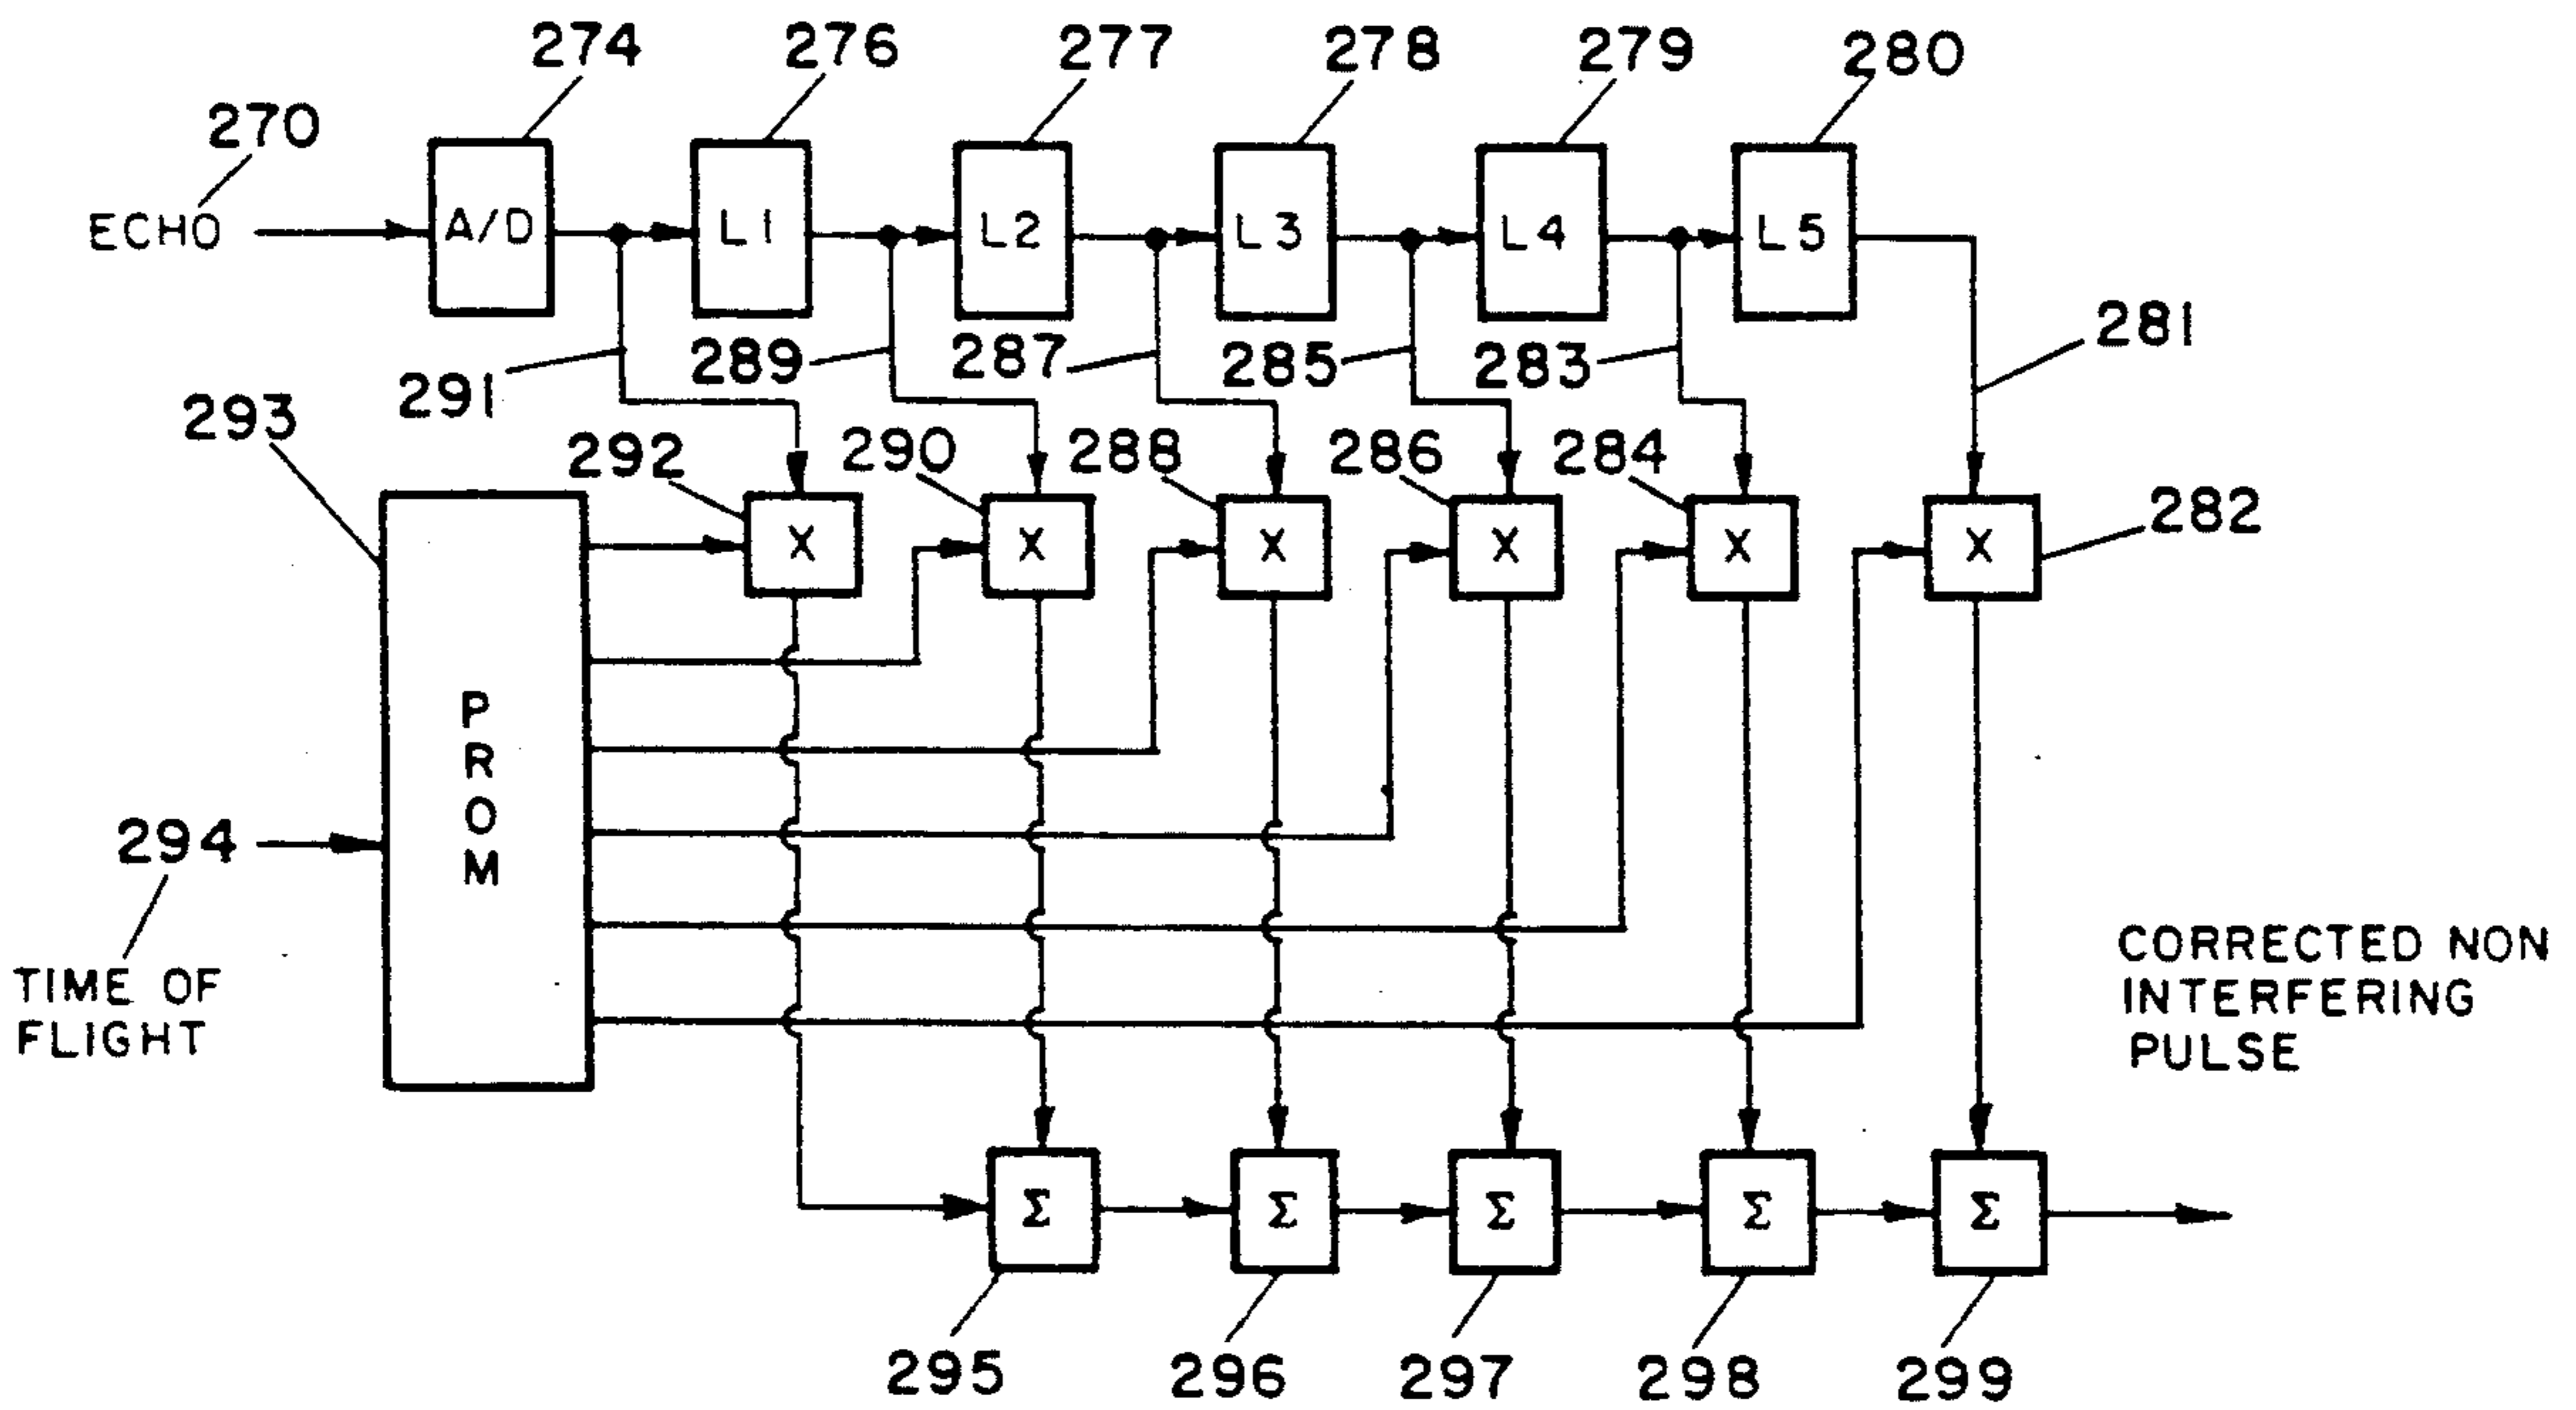 274 276 277 278 279 280
270
ECHO A/D L1 L2 L3 L4 L5
291 289 287 285 283 281
293
292 290 288 286 284 282
X X X X X X
P
R
O
M
294
TIME OF
FLIGHT
CORRECTED NON
INTERFERING
PULSE
Σ Σ Σ Σ Σ
295 296 297 298 299